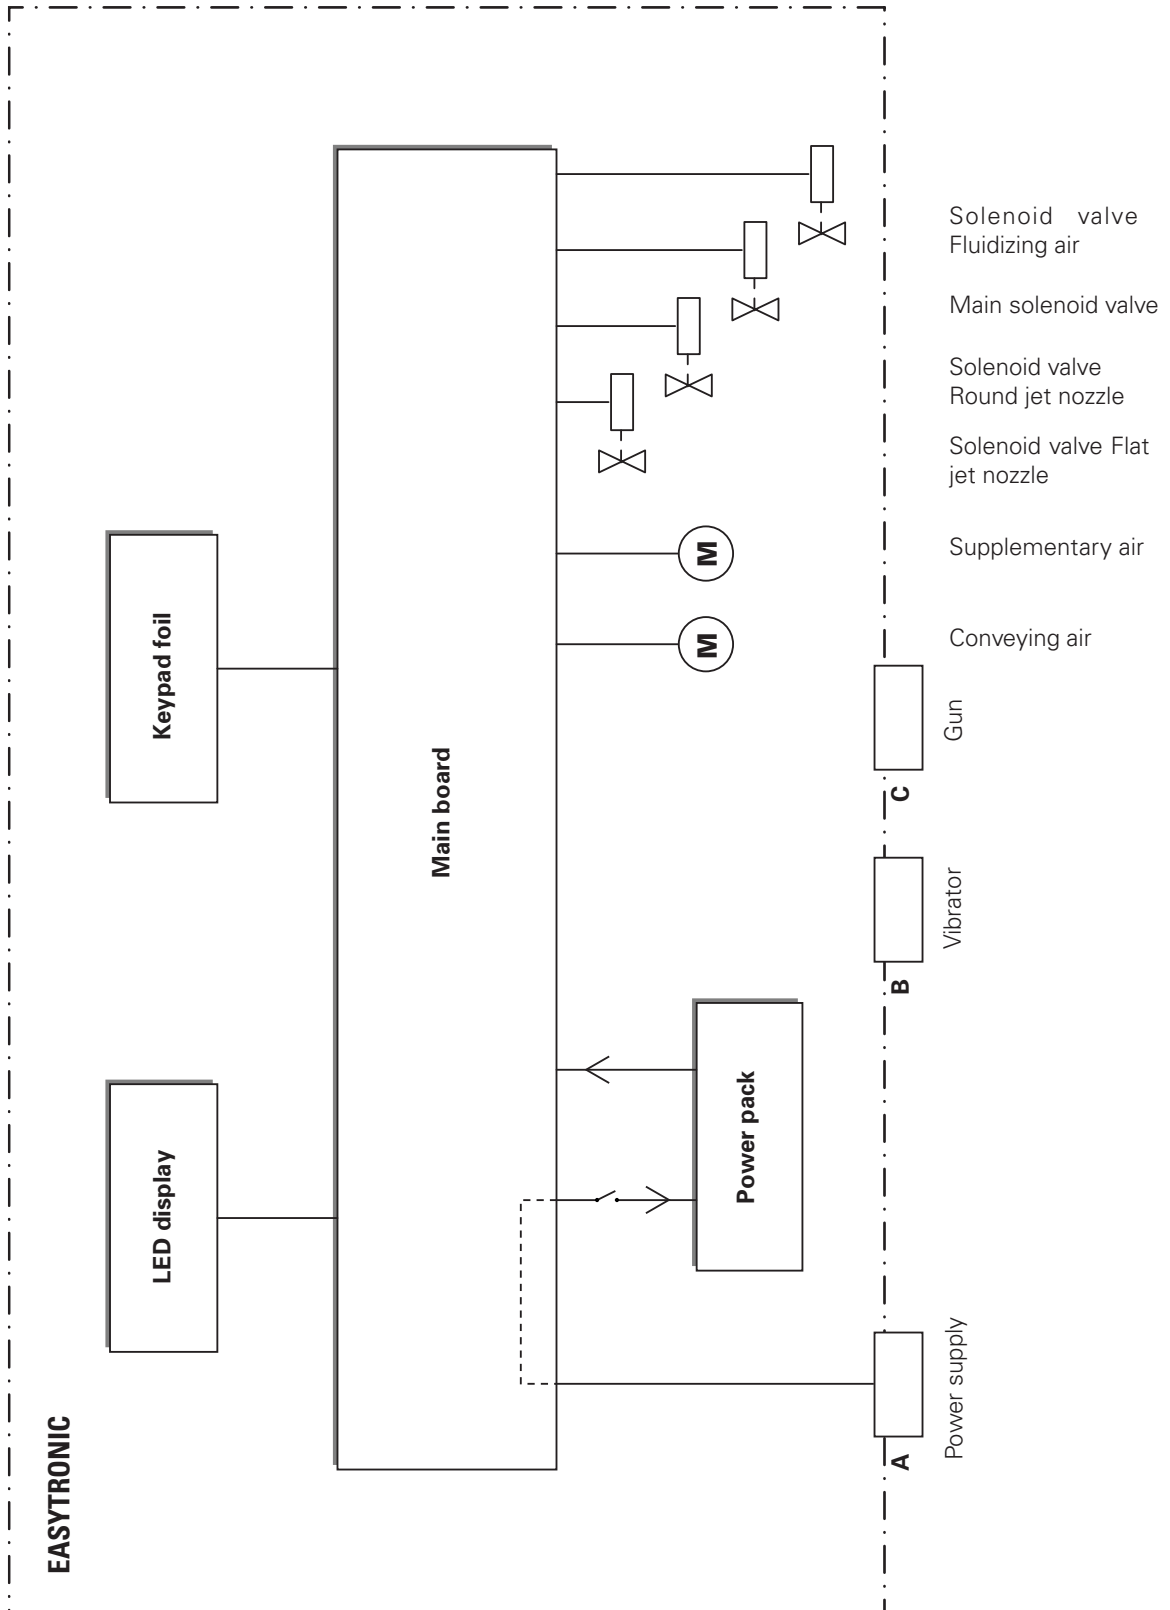 EASYTRONIC
LED display
Keypad foil
Main board
Power pack
M
M
Solenoid valve
Fluidizing air
Main solenoid valve
Solenoid valve
Round jet nozzle
Solenoid valve Flat
jet nozzle
Supplementary air
Conveying air
A
Power supply
B
Vibrator
C
Gun